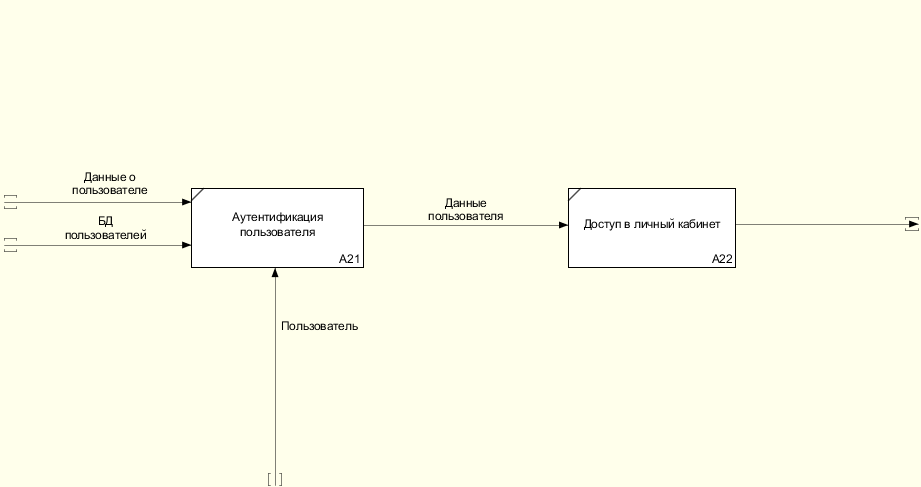 Данные о
пользователе
БД
пользователей
Аутентификация
пользователя
A21
Данные
пользователя
Доступ в личный кабинет
A22
Пользователь